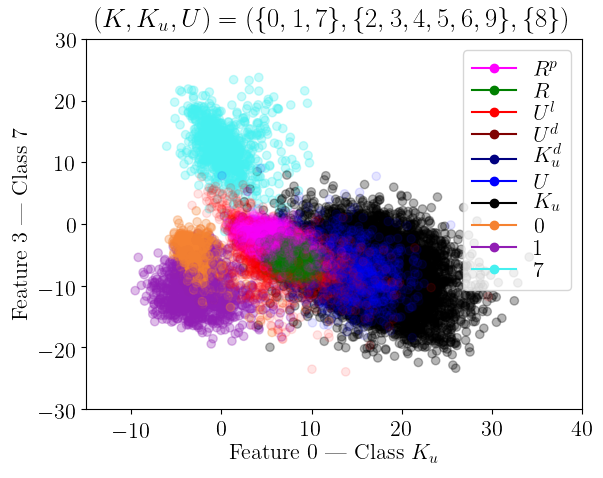 (K, K_u, U) = ({0, 1, 7}, {2, 3, 4, 5, 6, 9}, {8})
30
20
10
0
−10
−20
−30
Feature 3 — Class 7
R^p
R
U^l
U^d
K_u^d
U
K_u
0
1
7
−10
0
10
20
30
40
Feature 0 — Class K_u